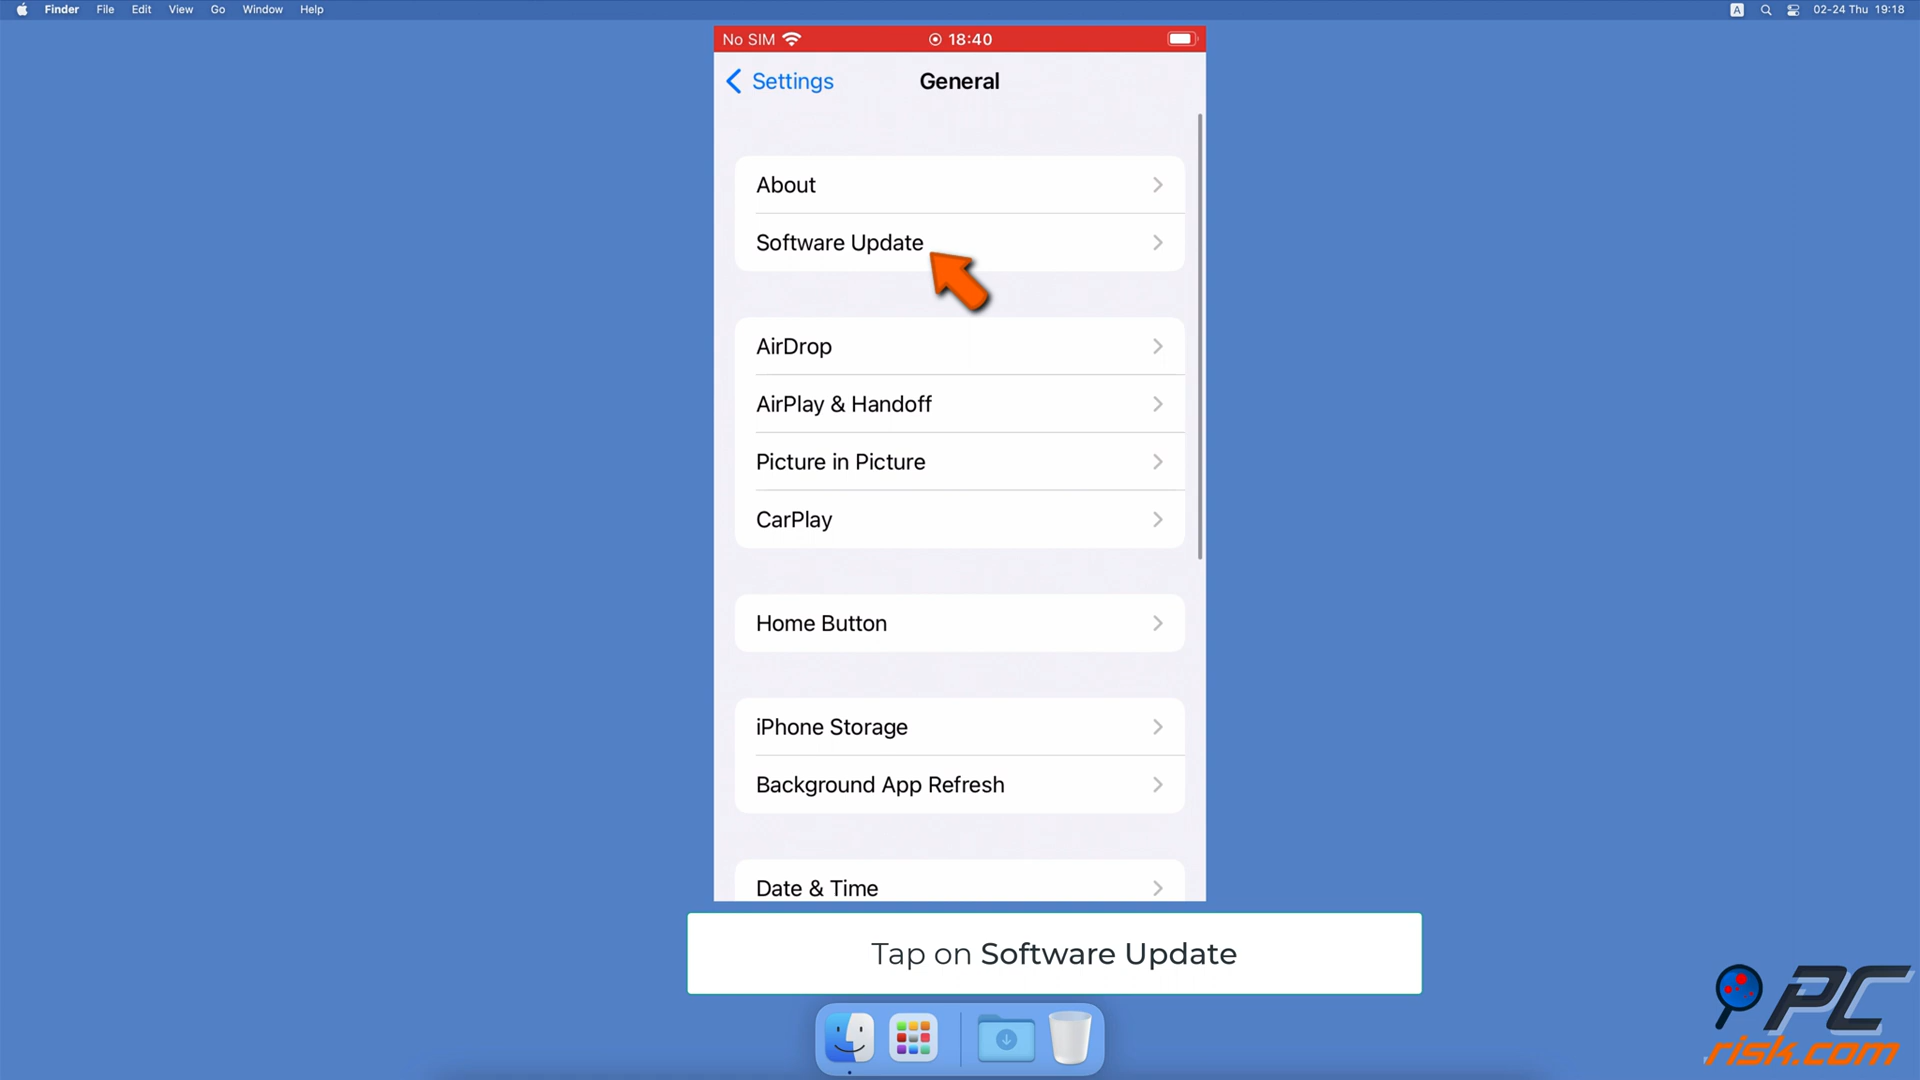 Finder File Edit View Go Window Help
A 02-24 Thu 19:18
No SIM 18:40
Settings General
About
Software Update
AirDrop
AirPlay & Handoff
Picture in Picture
CarPlay
Home Button
iPhone Storage
Background App Refresh
Date & Time
Tap on Software Update
PC
risk.com